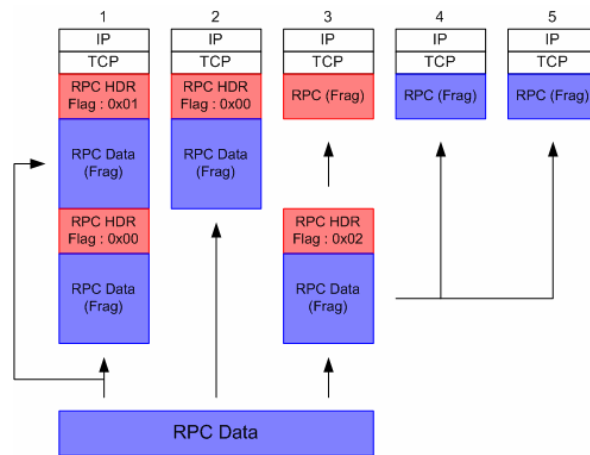 1 2 3 4 5
IP IP IP IP IP
TCP TCP TCP TCP TCP
RPC HDR
Flag : 0x01
RPC HDR
Flag : 0x00
RPC (Frag)
RPC (Frag)
RPC (Frag)
RPC Data
(Frag)
RPC Data
(Frag)
RPC HDR
Flag : 0x00
RPC HDR
Flag : 0x02
RPC Data
(Frag)
RPC Data
(Frag)
RPC Data